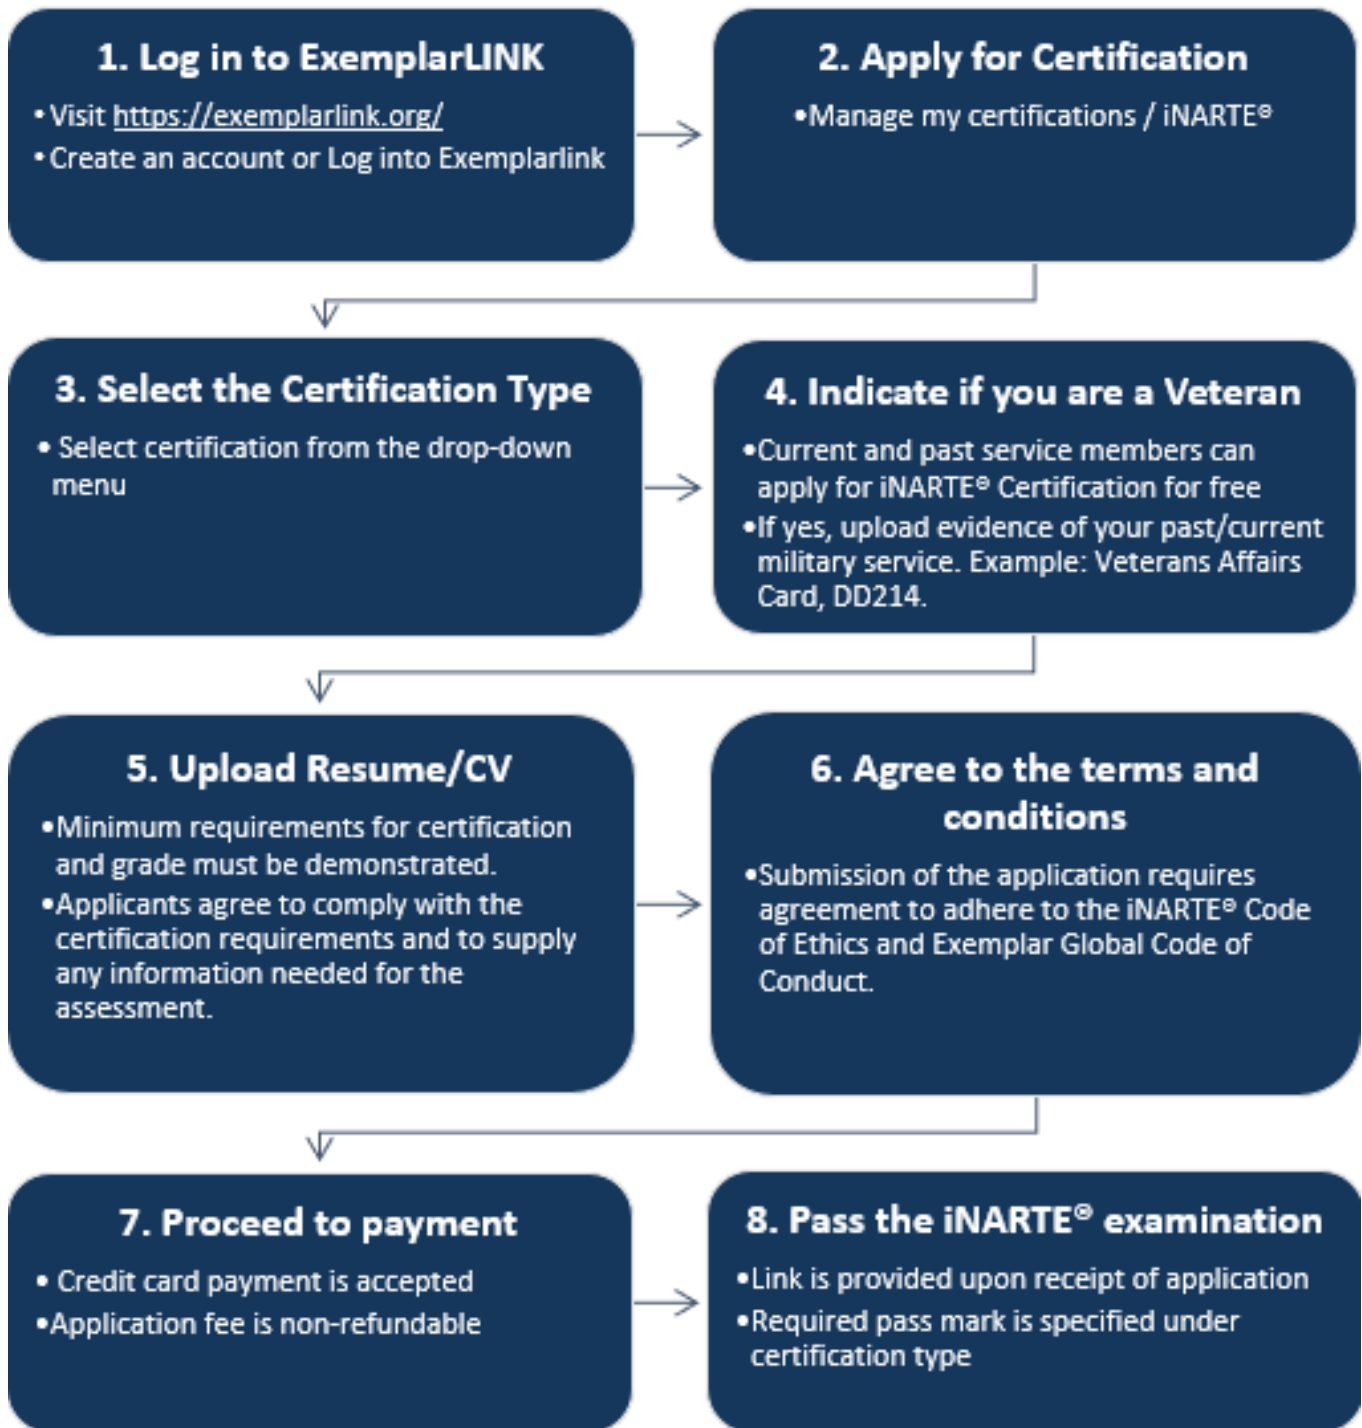 1. Log in to ExemplarLINK
• Visit https://exemplarlink.org/
• Create an account or Log into Exemplarlink
2. Apply for Certification
•Manage my certifications / iNARTE®
3. Select the Certification Type
• Select certification from the drop-down
menu
4. Indicate if you are a Veteran
•Current and past service members can
apply for iNARTE® Certification for free
•If yes, upload evidence of your past/current
military service. Example: Veterans Affairs
Card, DD214.
5. Upload Resume/CV
•Minimum requirements for certification
and grade must be demonstrated.
•Applicants agree to comply with the
certification requirements and to supply
any information needed for the
assessment.
6. Agree to the terms and
conditions
•Submission of the application requires
agreement to adhere to the iNARTE® Code
of Ethics and Exemplar Global Code of
Conduct.
7. Proceed to payment
• Credit card payment is accepted
•Application fee is non-refundable
8. Pass the iNARTE® examination
•Link is provided upon receipt of application
•Required pass mark is specified under
certification type